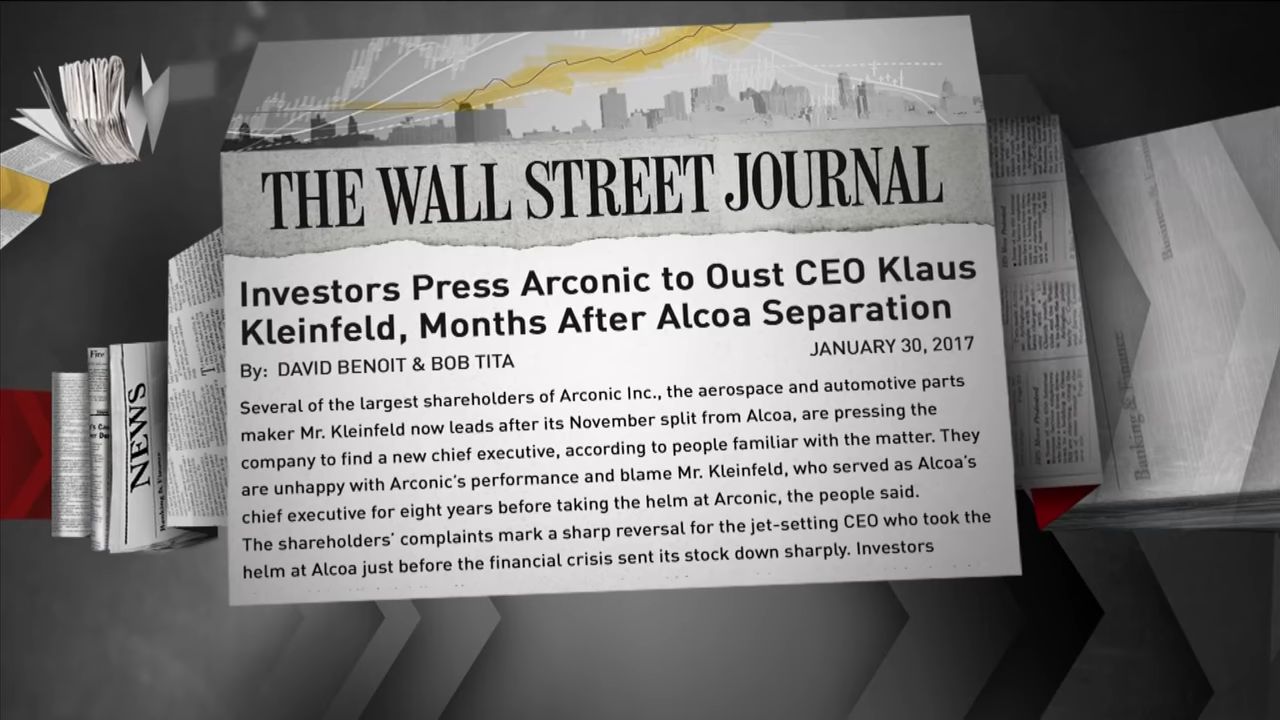 THE WALL STREET JOURNAL
Investors Press Arconic to Oust CEO Klaus
Kleinfeld, Months After Alcoa Separation
By: DAVID BENOIT & BOB TITA
JANUARY 30, 2017
Several of the largest shareholders of Arconic Inc., the aerospace and automotive parts
maker Mr. Kleinfeld now leads after its November split from Alcoa, are pressing the
company to find a new chief executive, according to people familiar with the matter. They
are unhappy with Arconic's performance and blame Mr. Kleinfeld, who served as Alcoa's
chief executive for eight years before taking the helm at Arconic, the people said.
The shareholders' complaints mark a sharp reversal for the jet-setting CEO who took the
helm at Alcoa just before the financial crisis sent its stock down sharply. Investors
NEWS
Banking & Finance
Fire
Banking & Finance